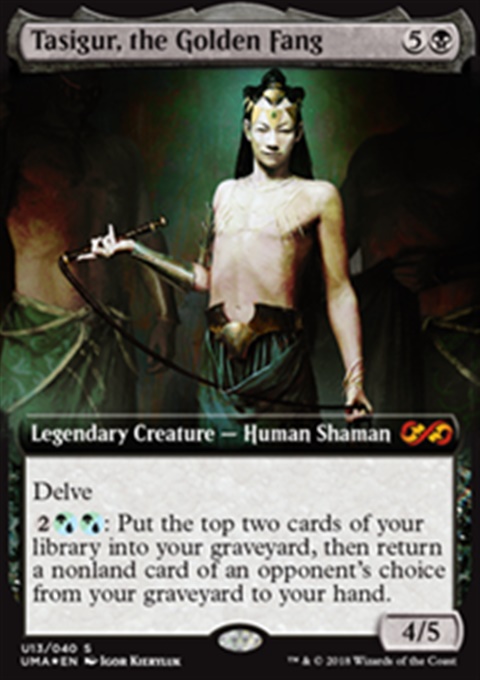 Tasigur, the Golden Fang 5
Legendary Creature — Human Shaman
Delve
2: Put the top two cards of your
library into your graveyard, then return
a nonland card of an opponent's choice
from your graveyard to your hand.
4/5
U13/040 S
UMA★EN Igor Kieryluk
™ & © 2018 Wizards of the Coast